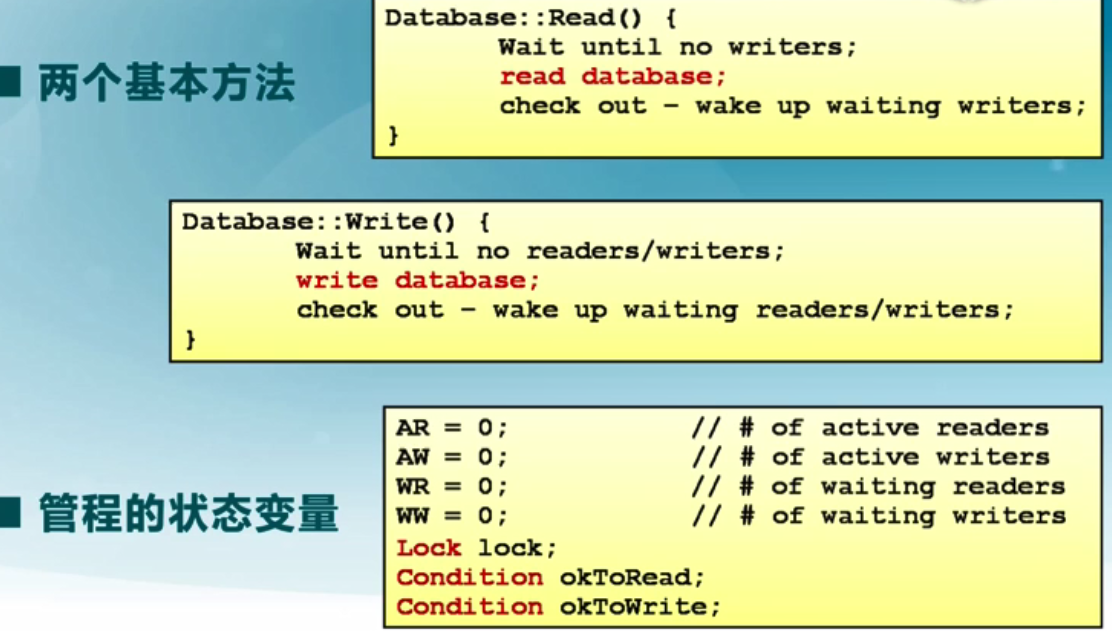 ■ 两个基本方法
Database::Read() {
Wait until no writers;
read database;
check out – wake up waiting writers;
}
Database::Write() {
Wait until no readers/writers;
write database;
check out – wake up waiting readers/writers;
}
■ 管程的状态变量
AR = 0; // # of active readers
AW = 0; // # of active writers
WR = 0; // # of waiting readers
WW = 0; // # of waiting writers
Lock lock;
Condition okToRead;
Condition okToWrite;